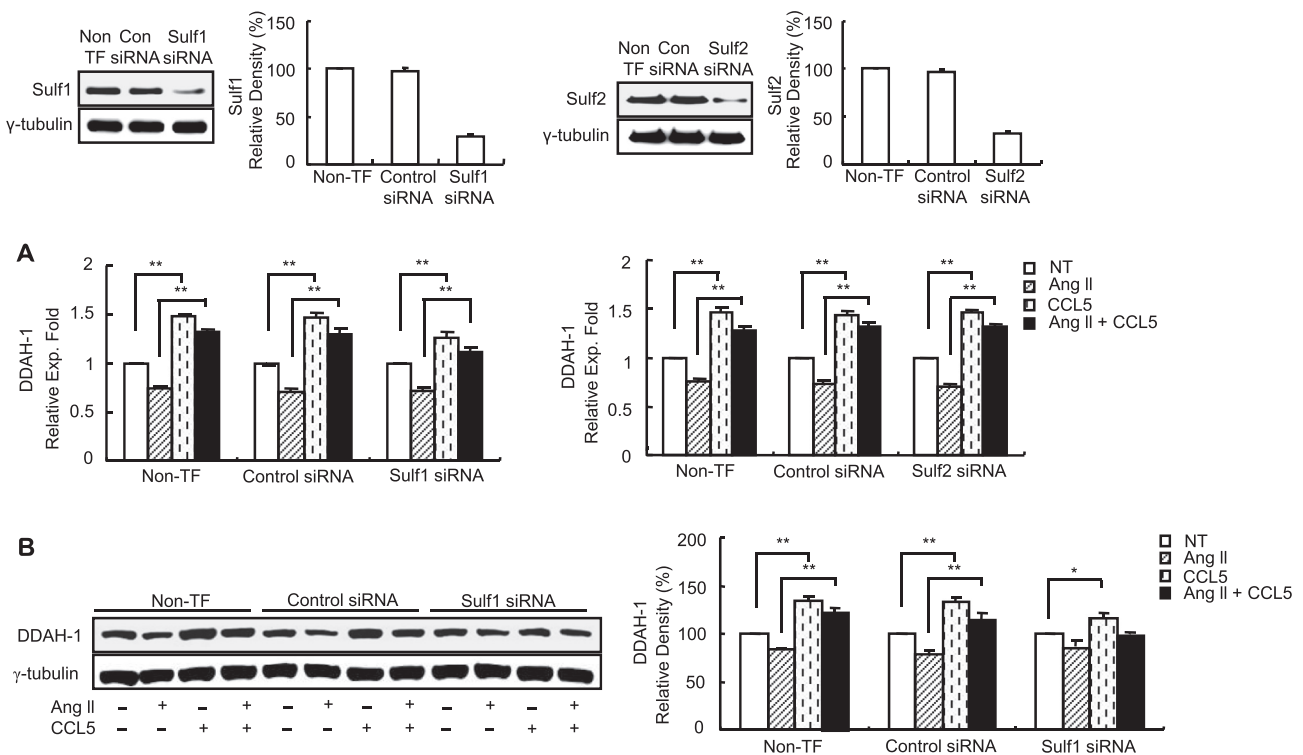 Non Con Sulf1
TF siRNA siRNA
Sulf1
γ-tubulin
Sulf1
Relative Density (%)
150
100
50
0
Non-TF Control siRNA Sulf1 siRNA
Non Con Sulf2
TF siRNA siRNA
Sulf2
γ-tubulin
Sulf2
Relative Density (%)
150
100
50
0
Non-TF Control siRNA Sulf2 siRNA
A
DDAH-1
Relative Exp. Fold
2
1.5
1
0.5
0
** ** **
** ** **
Non-TF Control siRNA Sulf1 siRNA
DDAH-1
Relative Exp. Fold
2
1.5
1
0.5
0
** ** **
** ** **
Non-TF Control siRNA Sulf2 siRNA
NT
Ang II
CCL5
Ang II + CCL5
B
Non-TF Control siRNA Sulf1 siRNA
DDAH-1
γ-tubulin
Ang II – + – + – + – + – + – +
CCL5 – – + + – – + + – – + +
DDAH-1
Relative Density (%)
200
150
100
50
0
** **
** ** *
Non-TF Control siRNA Sulf1 siRNA
NT
Ang II
CCL5
Ang II + CCL5